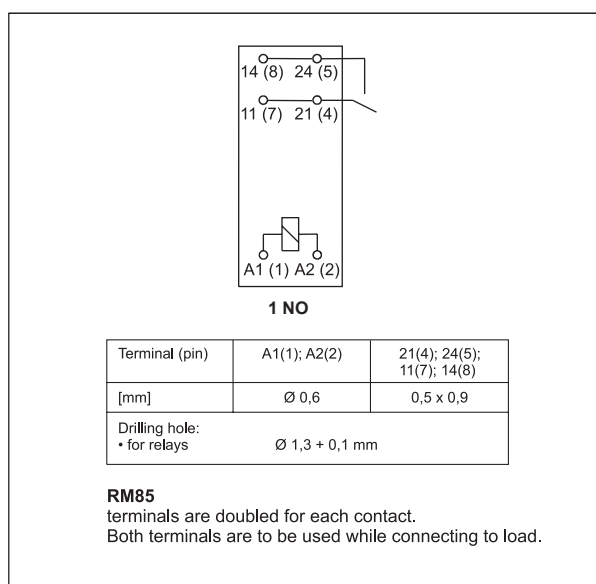 14 (8) 24 (5)
11 (7) 21 (4)
A1 (1) A2 (2)
1 NO
Terminal (pin) A1(1); A2(2) 21(4); 24(5);
11(7); 14(8)
[mm] Ø 0,6 0,5 x 0,9
Drilling hole:
• for relays Ø 1,3 + 0,1 mm
RM85
terminals are doubled for each contact.
Both terminals are to be used while connecting to load.